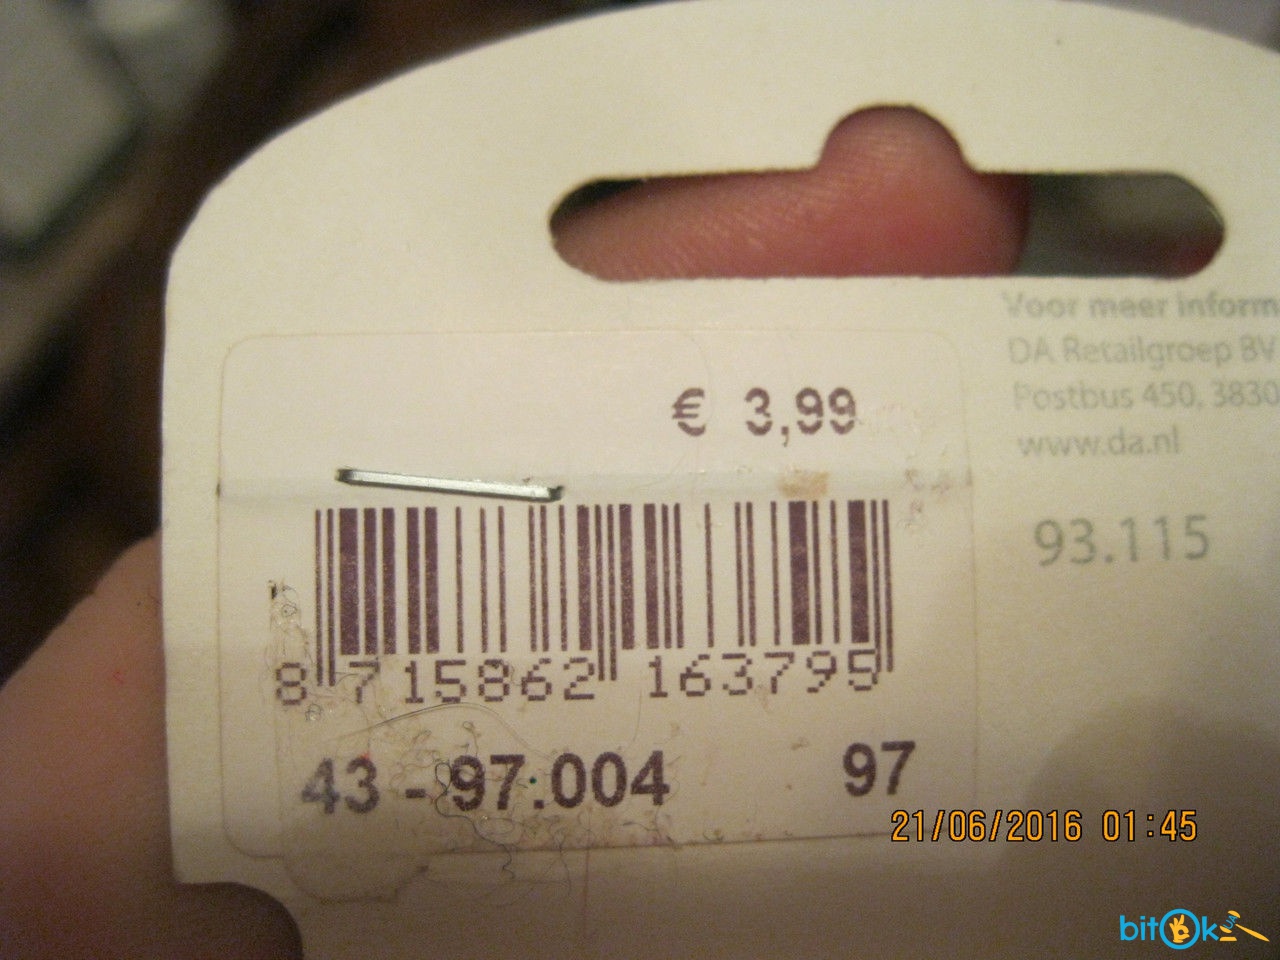 Voor meer inform
DA Retailgroep BV
Postbus 450, 3830
www.da.nl
93.115
€ 3,99
8 715862 163795
43 - 97.004 97
21/06/2016 01:45
bitOk UA